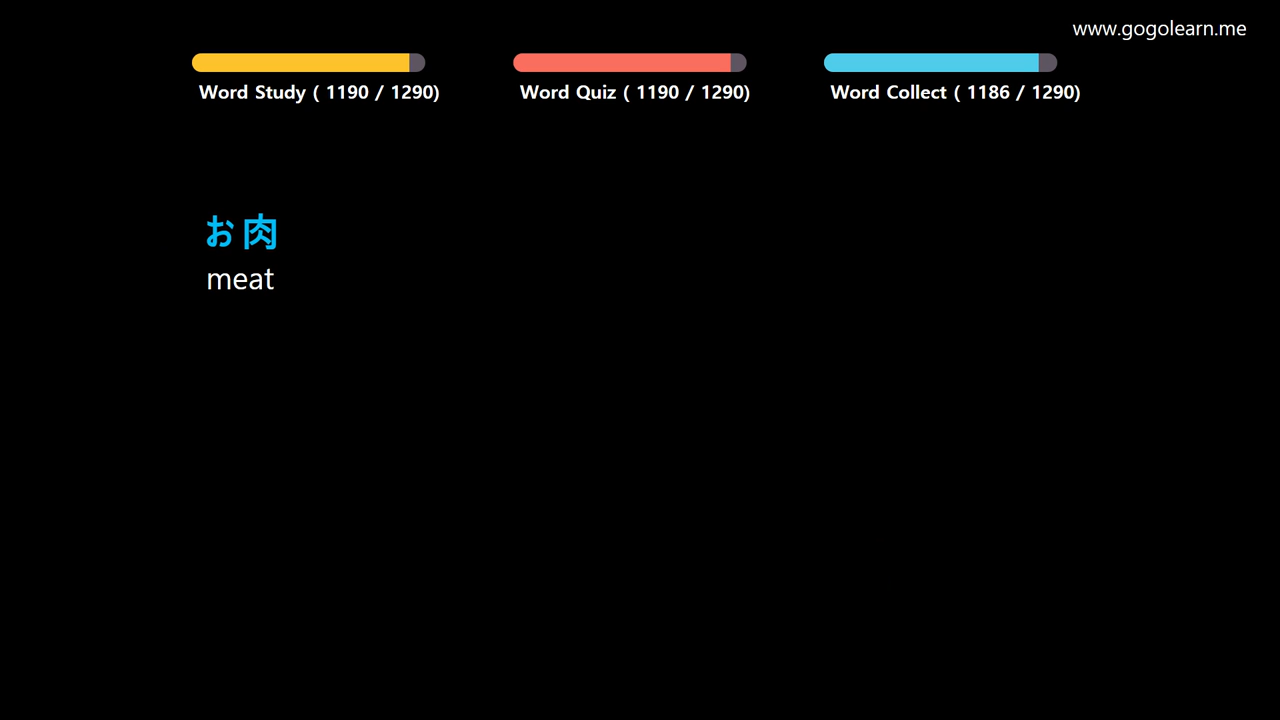 www.gogolearn.me
Word Study ( 1190 / 1290)
Word Quiz ( 1190 / 1290)
Word Collect ( 1186 / 1290)
お肉
meat